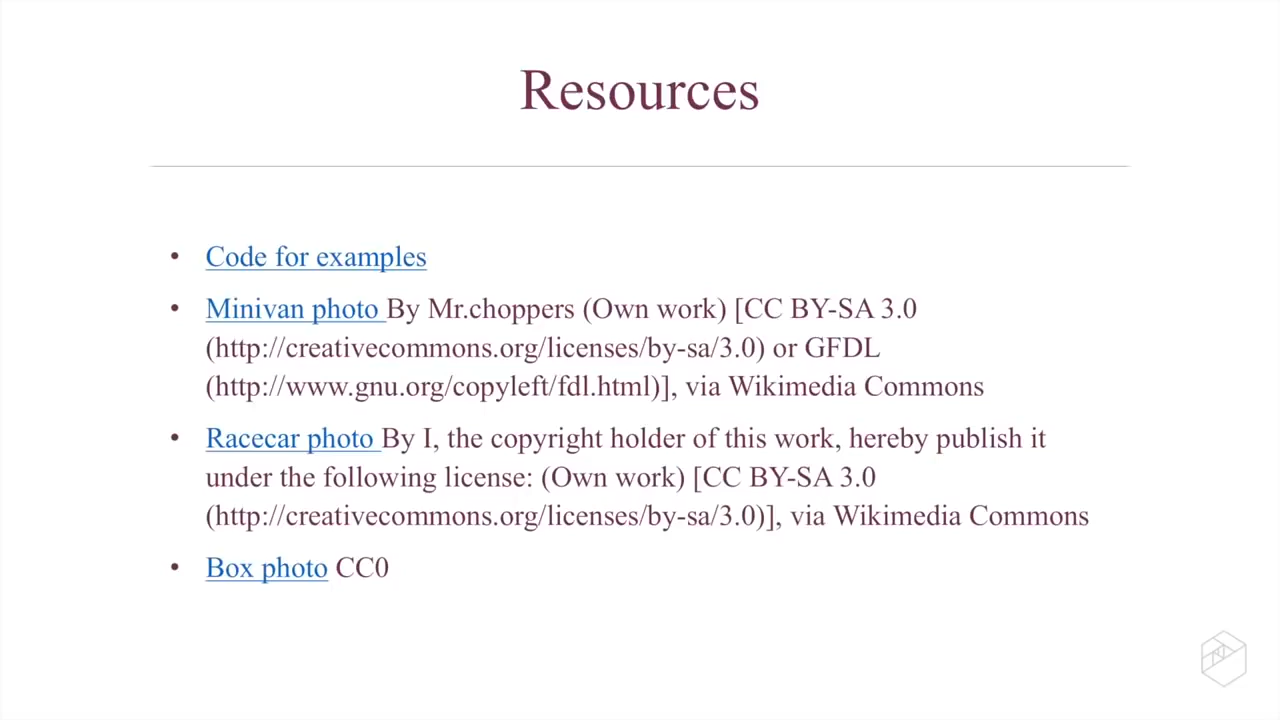 Resources
• Code for examples
• Minivan photo By Mr.choppers (Own work) [CC BY-SA 3.0
(http://creativecommons.org/licenses/by-sa/3.0) or GFDL
(http://www.gnu.org/copyleft/fdl.html)], via Wikimedia Commons
• Racecar photo By I, the copyright holder of this work, hereby publish it
under the following license: (Own work) [CC BY-SA 3.0
(http://creativecommons.org/licenses/by-sa/3.0)], via Wikimedia Commons
• Box photo CC0